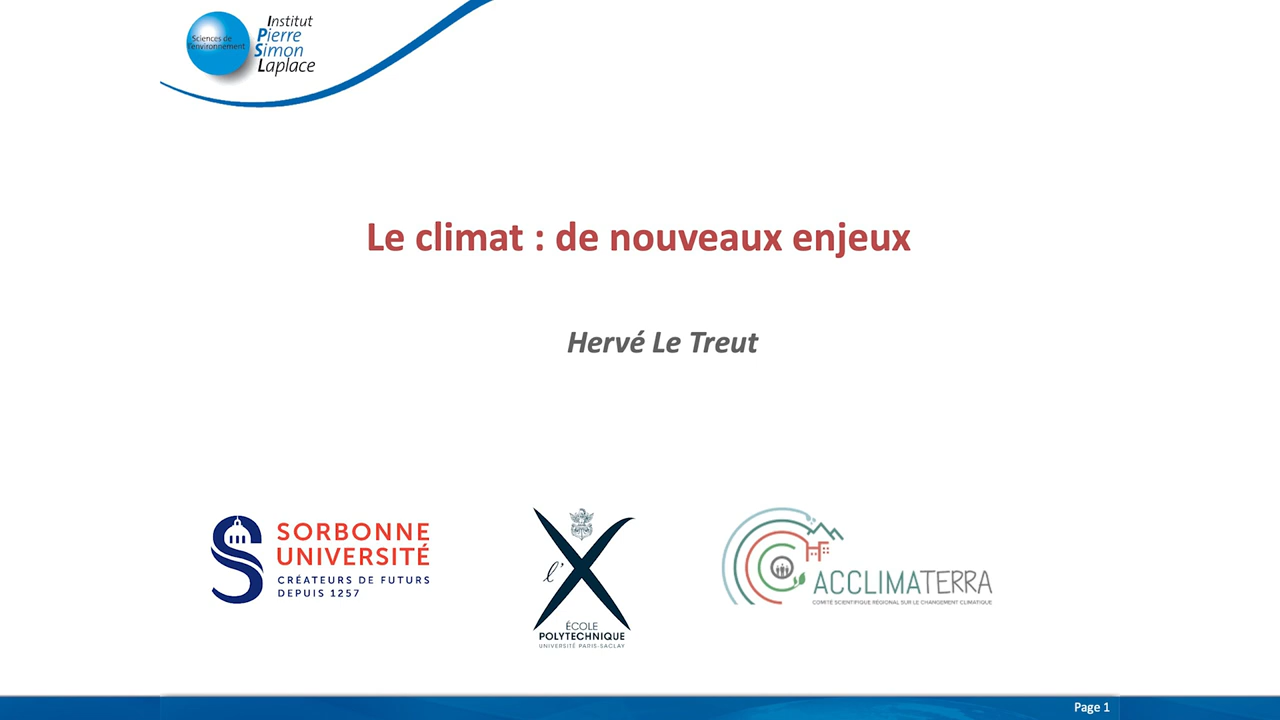 Institut
Pierre
Simon
Laplace
Sciences de
l'environnement
Le climat : de nouveaux enjeux
Hervé Le Treut
SORBONNE
UNIVERSITÉ
CRÉATEURS DE FUTURS
DEPUIS 1257
l'X
ÉCOLE
POLYTECHNIQUE
UNIVERSITÉ PARIS-SACLAY
ACCLIMATERRA
COMITÉ SCIENTIFIQUE RÉGIONAL SUR LE CHANGEMENT CLIMATIQUE
Page 1